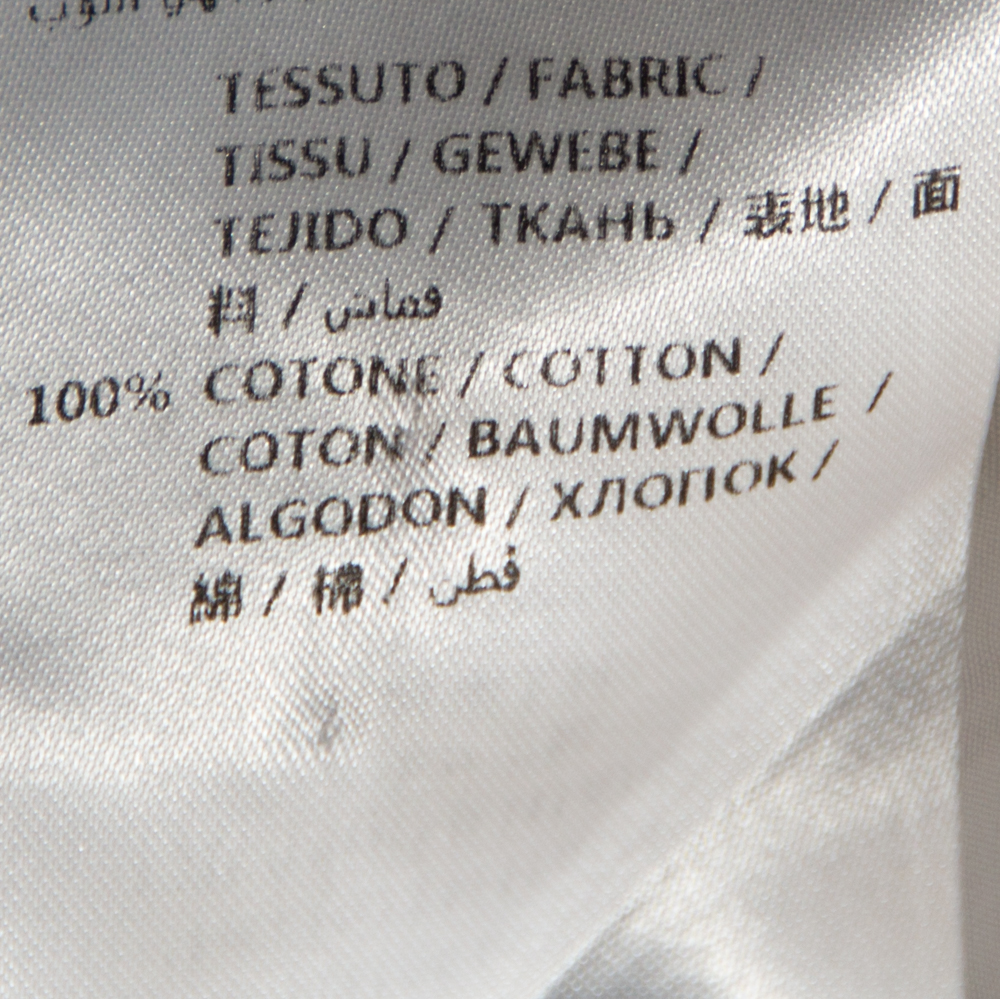 TESSUTO / FABRIC /
TISSU / GEWEBE /
TEJIDO / ТКАНЬ / 表地 / 面
料 / قماش
100% COTONE / COTTON /
COTON / BAUMWOLLE /
ALGODON / ХЛОПОК /
綿 / 棉 / قطن